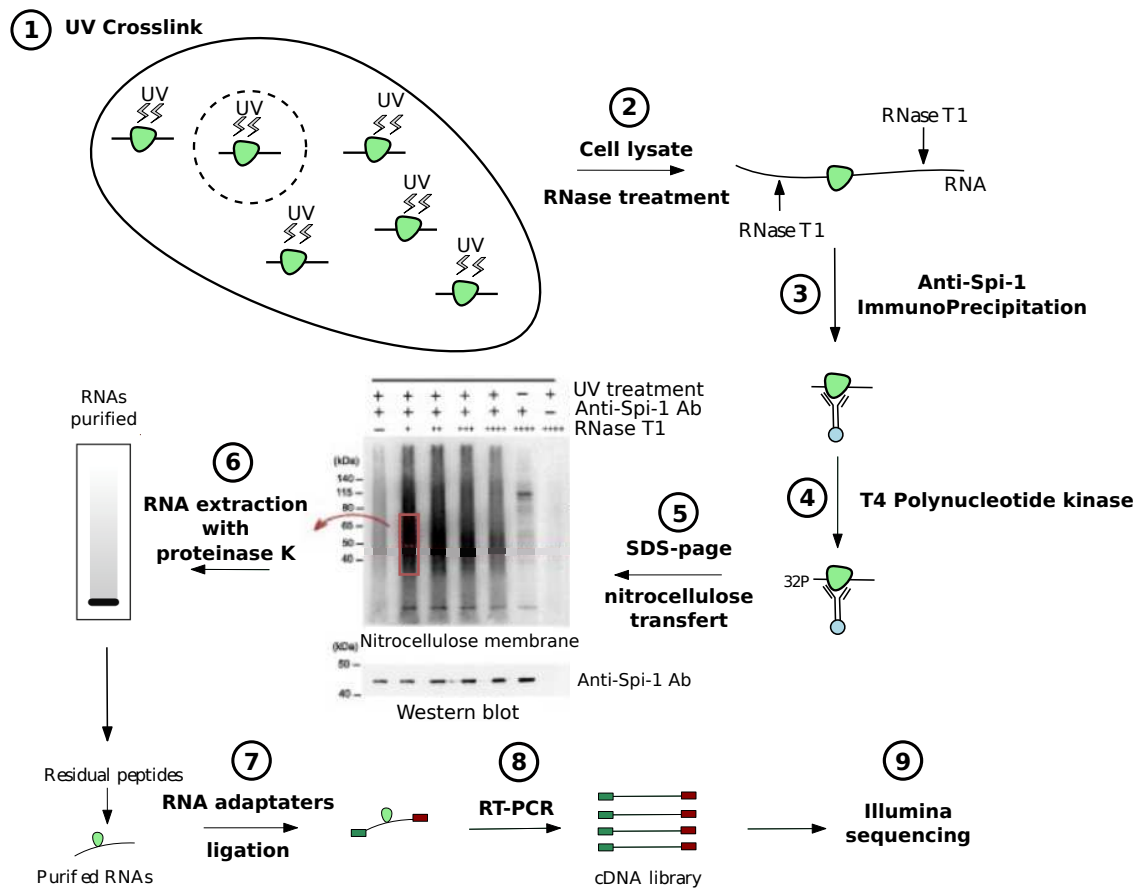 1 UV Crosslink
UV
UV
UV
UV
UV
UV
2
Cell lysate
RNase treatment
RNase T1
RNA
RNase T1
3
Anti-Spi-1
ImmunoPrecipitation
4
T4 Polynucleotide kinase
32P
5
SDS-page
nitrocellulose
transfert
+ + + + + − + UV treatment
+ + + + + + − Anti-Spi-1 Ab
− + ++ +++ ++++ ++++ ++++ RNase T1
(kDa)
140
115
80
65
50
40
Nitrocellulose membrane
(kDa)
50
40
Anti-Spi-1 Ab
Western blot
6
RNA extraction
with
proteinase K
RNAs
purified
Residual peptides
Purifed RNAs
7
RNA adaptaters
ligation
8
RT-PCR
cDNA library
9
Illumina
sequencing